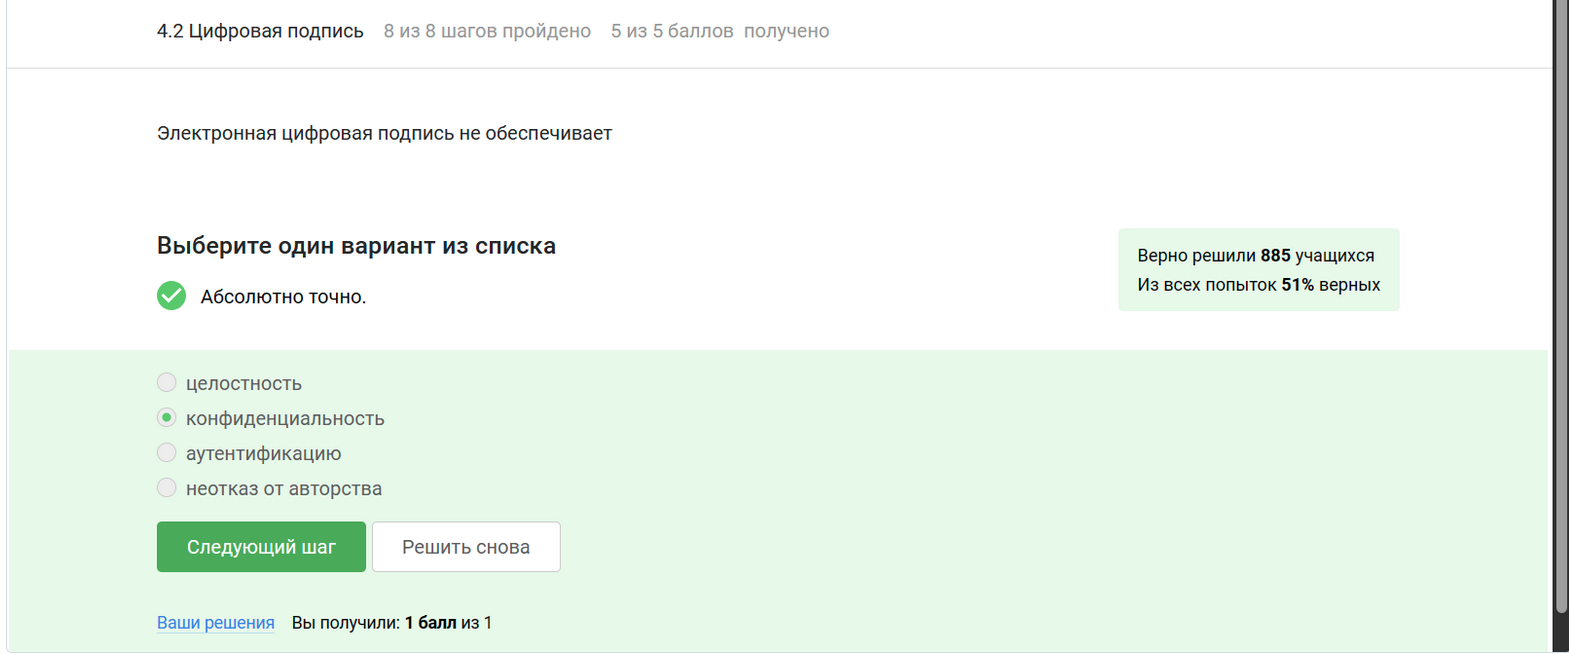 4.2 Цифровая подпись 8 из 8 шагов пройдено 5 из 5 баллов получено
Электронная цифровая подпись не обеспечивает
Выберите один вариант из списка
Абсолютно точно.
Верно решили 885 учащихся
Из всех попыток 51% верных
целостность
конфиденциальность
аутентификацию
неотказ от авторства
Следующий шаг Решить снова
Ваши решения Вы получили: 1 балл из 1